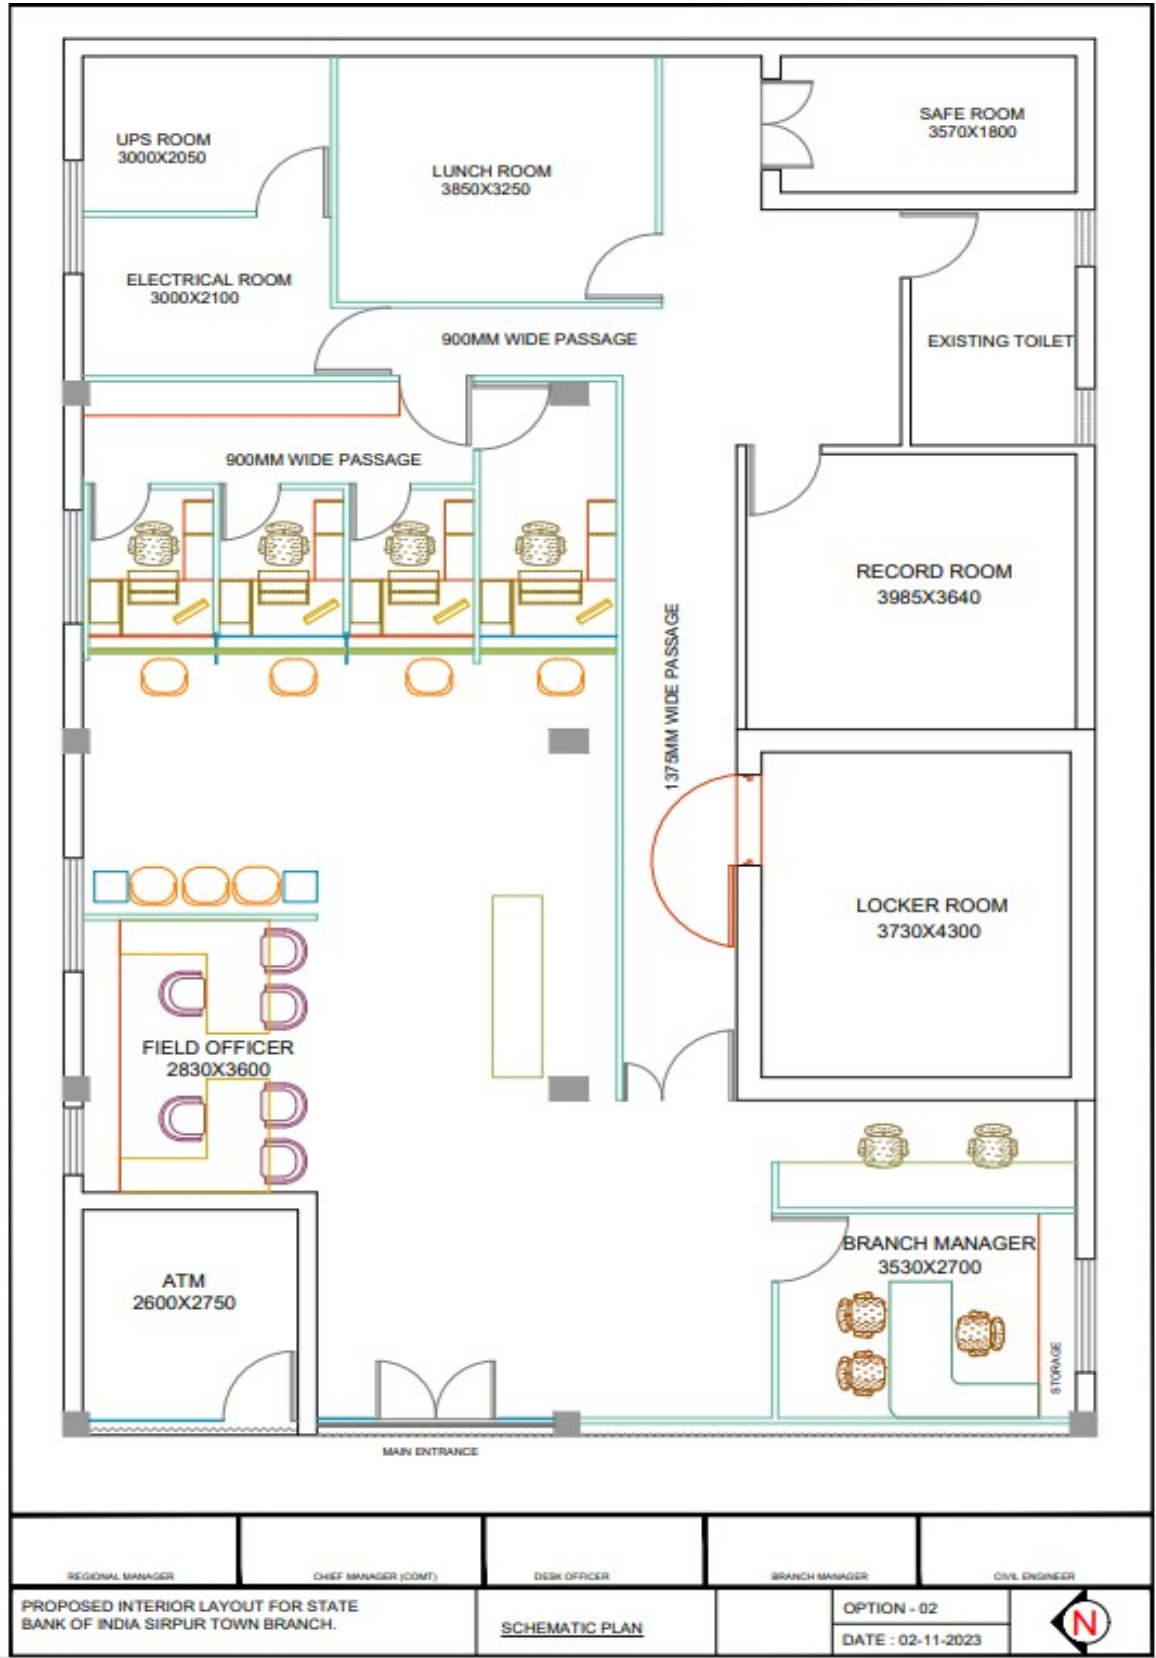 UPS ROOM
3000X2050
LUNCH ROOM
3850X3250
SAFE ROOM
3570X1800
ELECTRICAL ROOM
3000X2100
900MM WIDE PASSAGE
EXISTING TOILET
900MM WIDE PASSAGE
RECORD ROOM
3985X3640
1375MM WIDE PASSAGE
LOCKER ROOM
3730X4300
FIELD OFFICER
2830X3600
BRANCH MANAGER
3530X2700
ATM
2600X2750
STORAGE
MAIN ENTRANCE
REGIONAL MANAGER
CHIEF MANAGER (COMT)
DESK OFFICER
BRANCH MANAGER
CIVIL ENGINEER
PROPOSED INTERIOR LAYOUT FOR STATE
BANK OF INDIA SIRPUR TOWN BRANCH.
SCHEMATIC PLAN
OPTION - 02
DATE : 02-11-2023
N